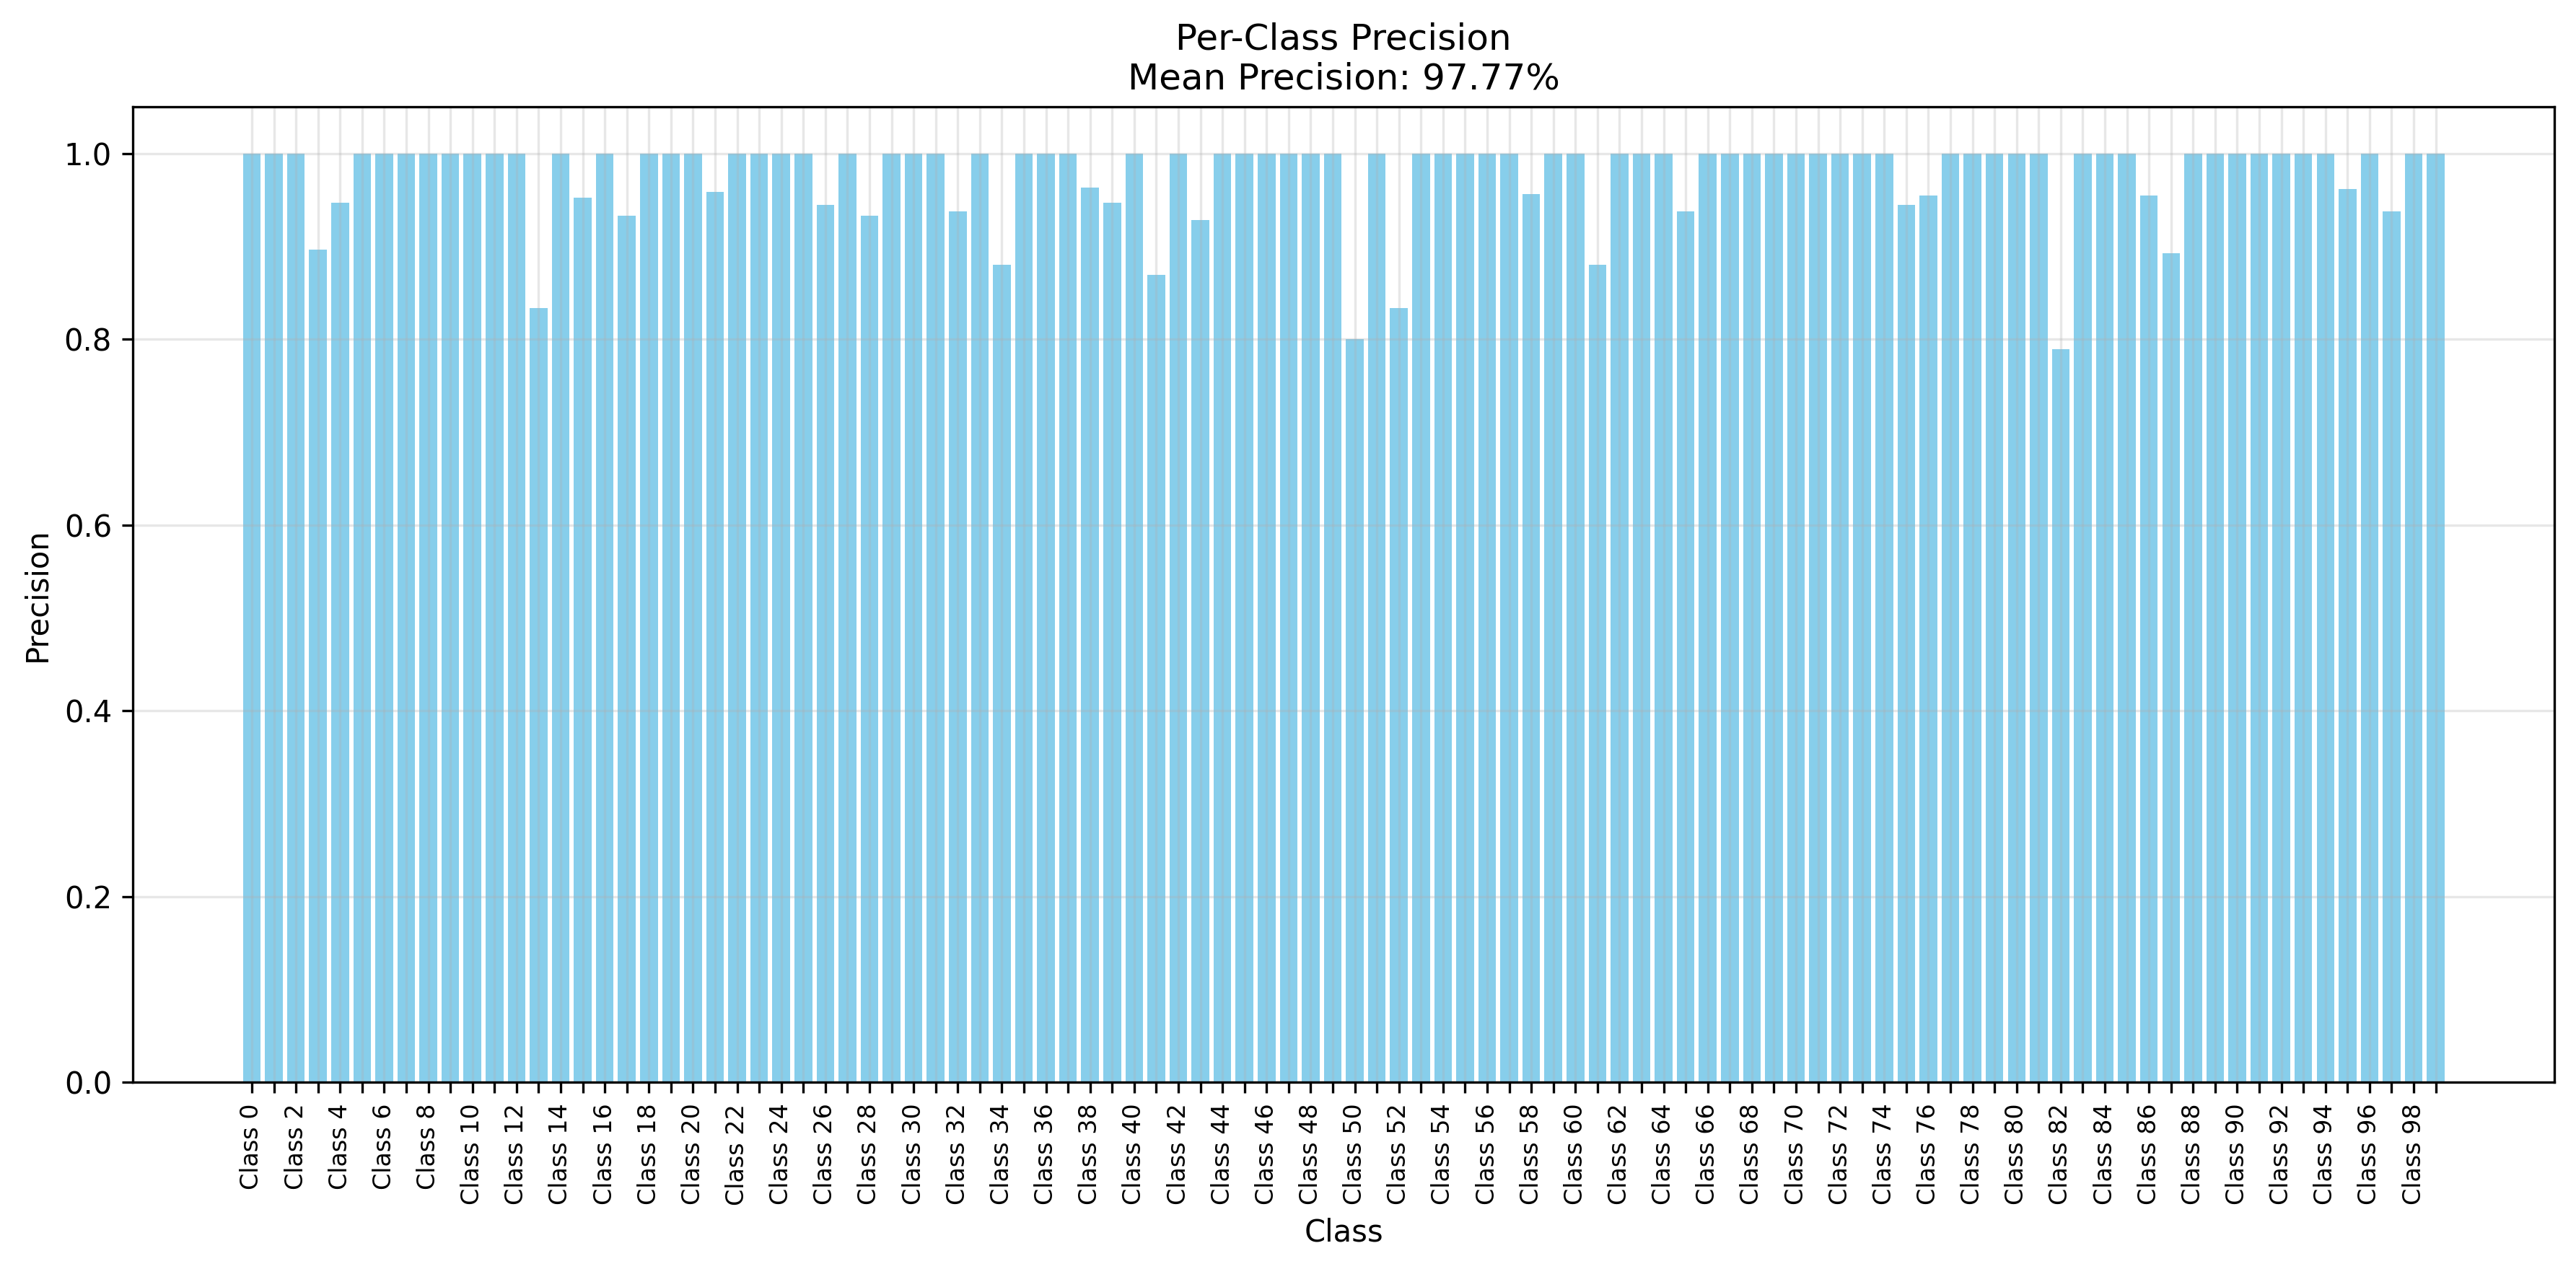 Per-Class Precision
Mean Precision: 97.77%
Precision
1.0
0.8
0.6
0.4
0.2
0.0
Class 0
Class 2
Class 4
Class 6
Class 8
Class 10
Class 12
Class 14
Class 16
Class 18
Class 20
Class 22
Class 24
Class 26
Class 28
Class 30
Class 32
Class 34
Class 36
Class 38
Class 40
Class 42
Class 44
Class 46
Class 48
Class 50
Class 52
Class 54
Class 56
Class 58
Class 60
Class 62
Class 64
Class 66
Class 68
Class 70
Class 72
Class 74
Class 76
Class 78
Class 80
Class 82
Class 84
Class 86
Class 88
Class 90
Class 92
Class 94
Class 96
Class 98
Class